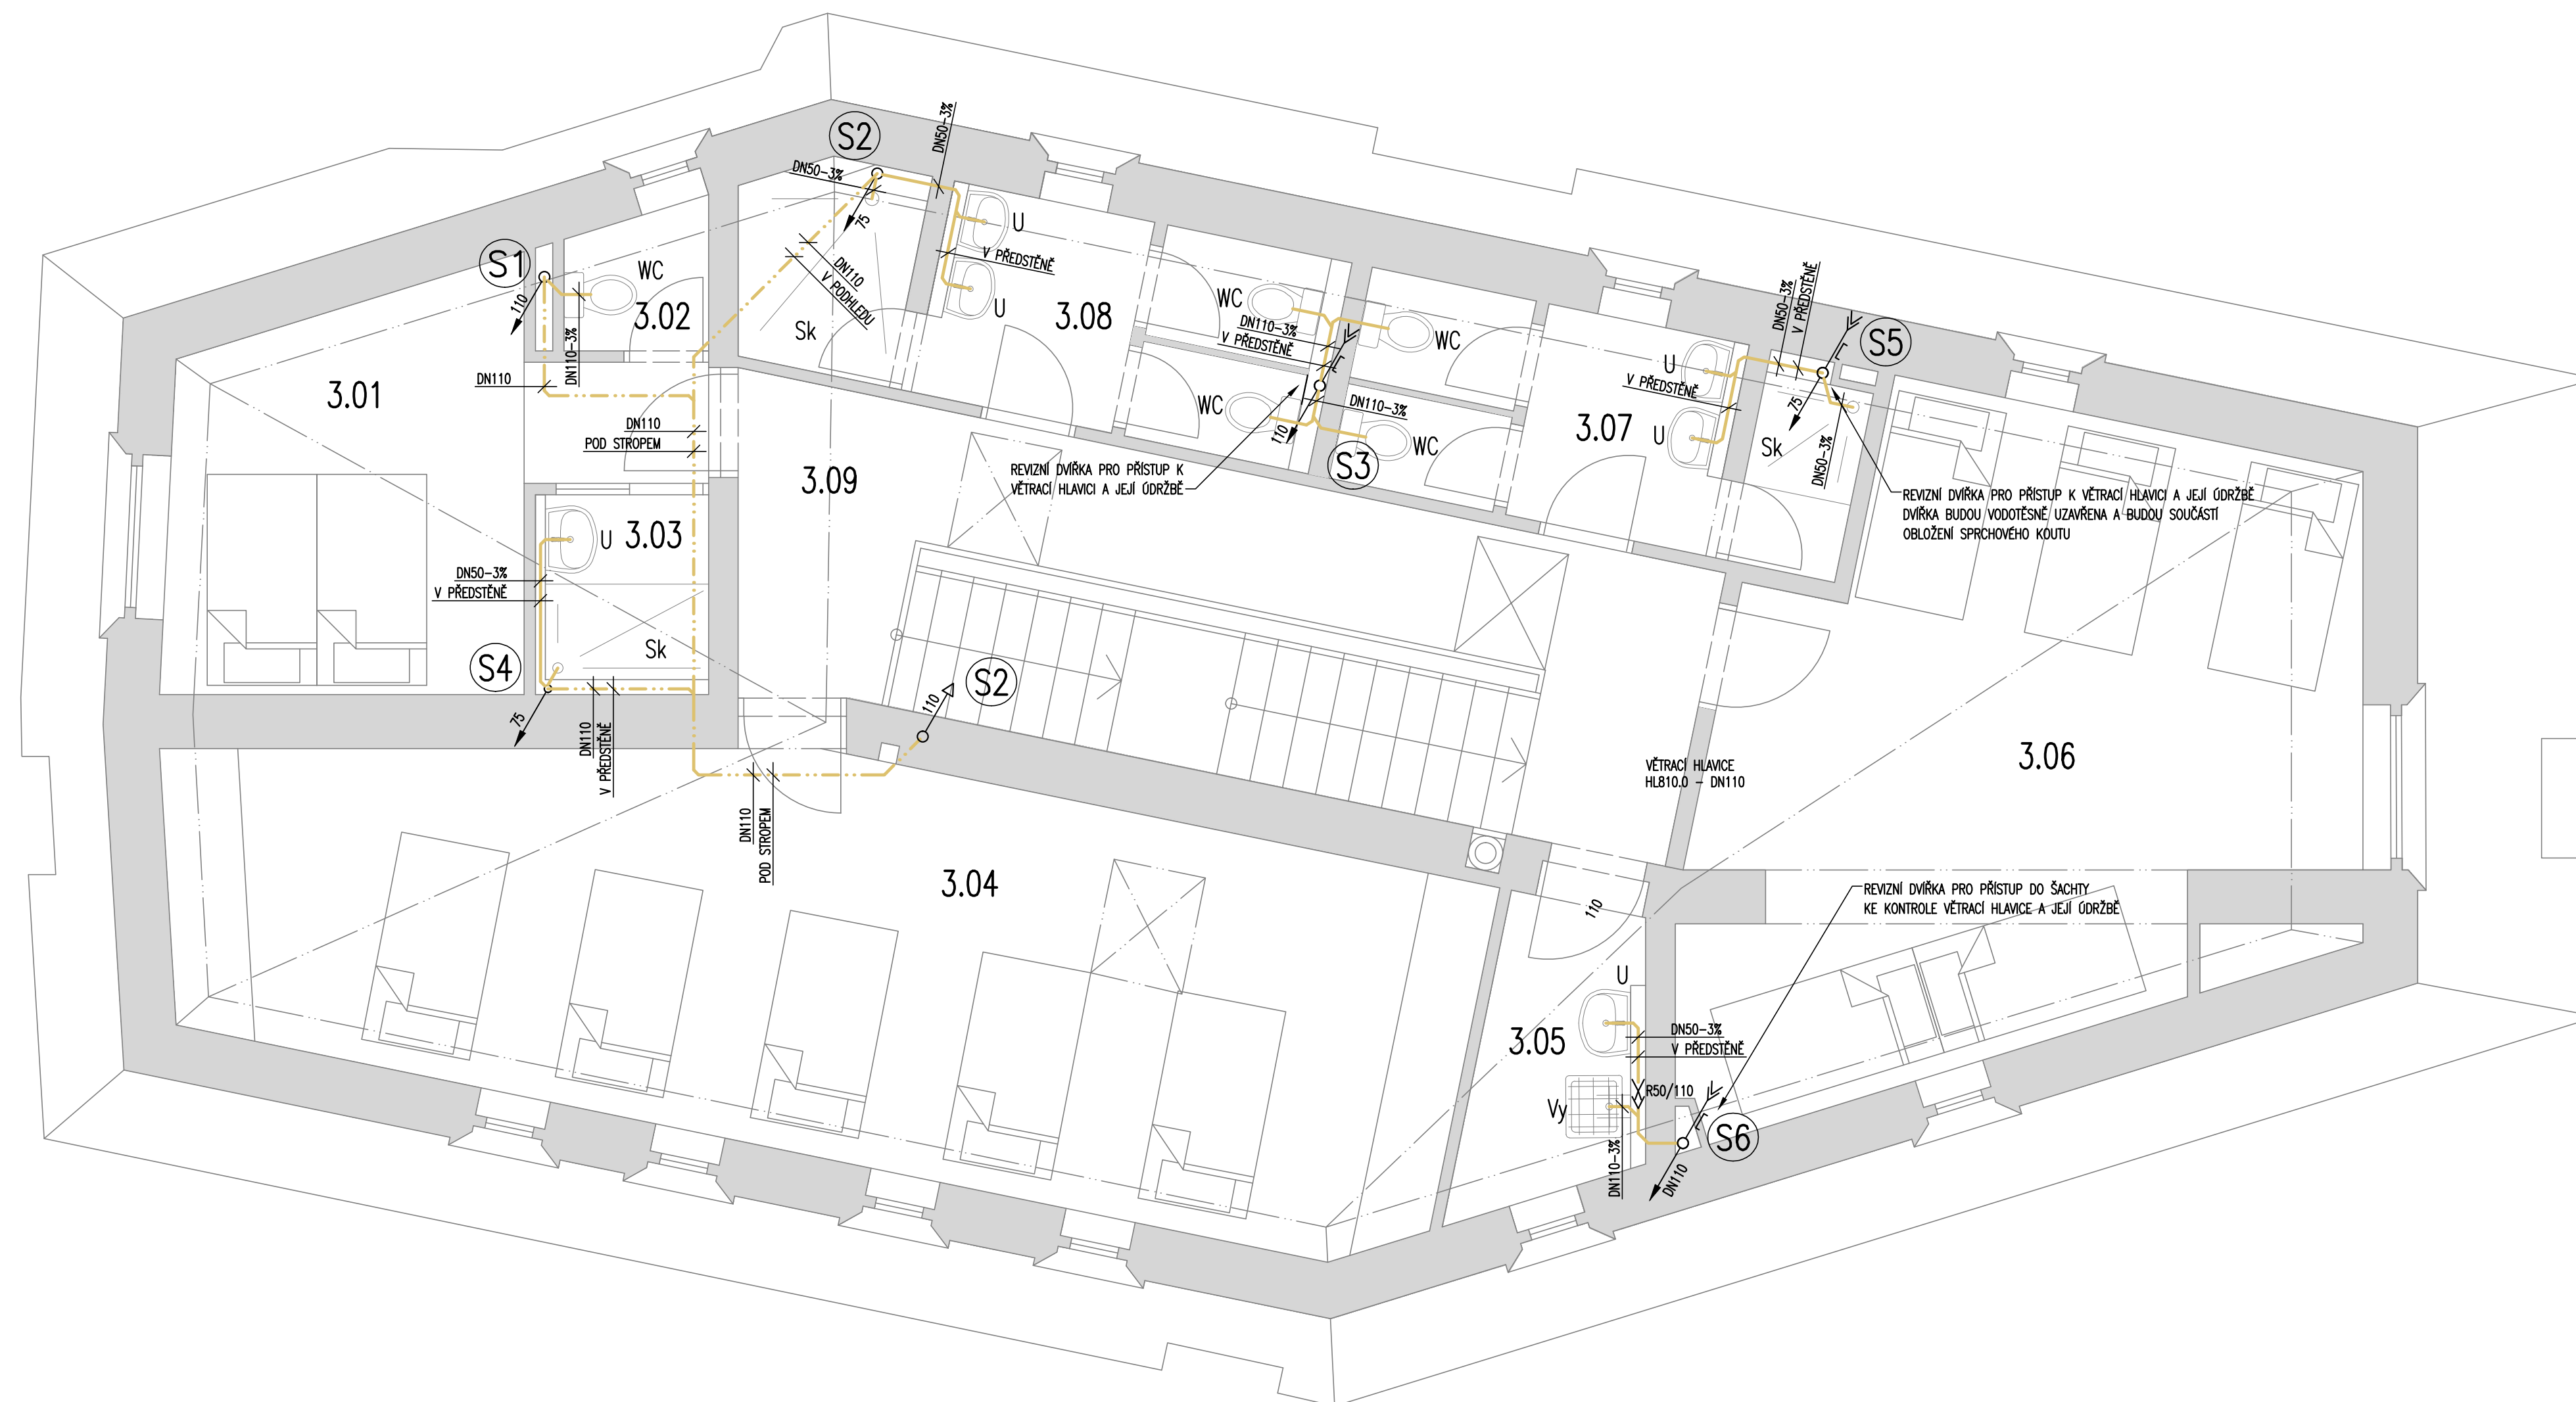 S2
DN50-3%
DN50-3%
75
U
V PŘEDSTĚNĚ
U
DN110
V PODHLEDU
Sk
3.08
S1
110
WC
3.02
DN110-3%
DN110
3.01
DN110
POD STROPEM
WC
DN110-3%
V PŘEDSTĚNĚ
WC
WC
DN110-3%
110
WC
S3
REVIZNÍ DVÍŘKA PRO PŘÍSTUP K
VĚTRACÍ HLAVICI A JEJÍ ÚDRŽBĚ
DN50-3%
V PŘEDSTĚNĚ
S5
U
V PŘEDSTĚNĚ
75
3.07
U
Sk
DN50-3%
REVIZNÍ DVÍŘKA PRO PŘÍSTUP K VĚTRACÍ HLAVICI A JEJÍ ÚDRŽBĚ
DVÍŘKA BUDOU VODOTĚSNĚ UZAVŘENA A BUDOU SOUČÁSTÍ
OBLOŽENÍ SPRCHOVÉHO KOUTU
3.09
U
3.03
DN50-3%
V PŘEDSTĚNĚ
Sk
S4
75
DN110
V PŘEDSTĚNĚ
S2
110
DN110
POD STROPEM
3.06
VĚTRACÍ HLAVICE
HL810.0 - DN110
3.04
110
REVIZNÍ DVÍŘKA PRO PŘÍSTUP DO ŠACHTY
KE KONTROLE VĚTRACÍ HLAVICE A JEJÍ ÚDRŽBĚ
U
3.05
DN50-3%
V PŘEDSTĚNĚ
R50/110
Vy
S6
DN110-3%
DN110